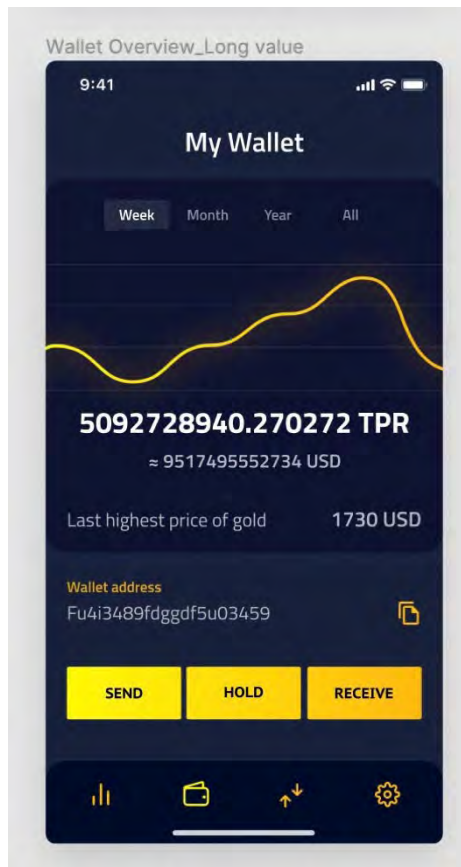 Wallet Overview_Long value
9:41
My Wallet
Week Month Year All
5092728940.270272 TPR
≈ 9517495552734 USD
Last highest price of gold 1730 USD
Wallet address
Fu4i3489fdggdf5u03459
SEND HOLD RECEIVE